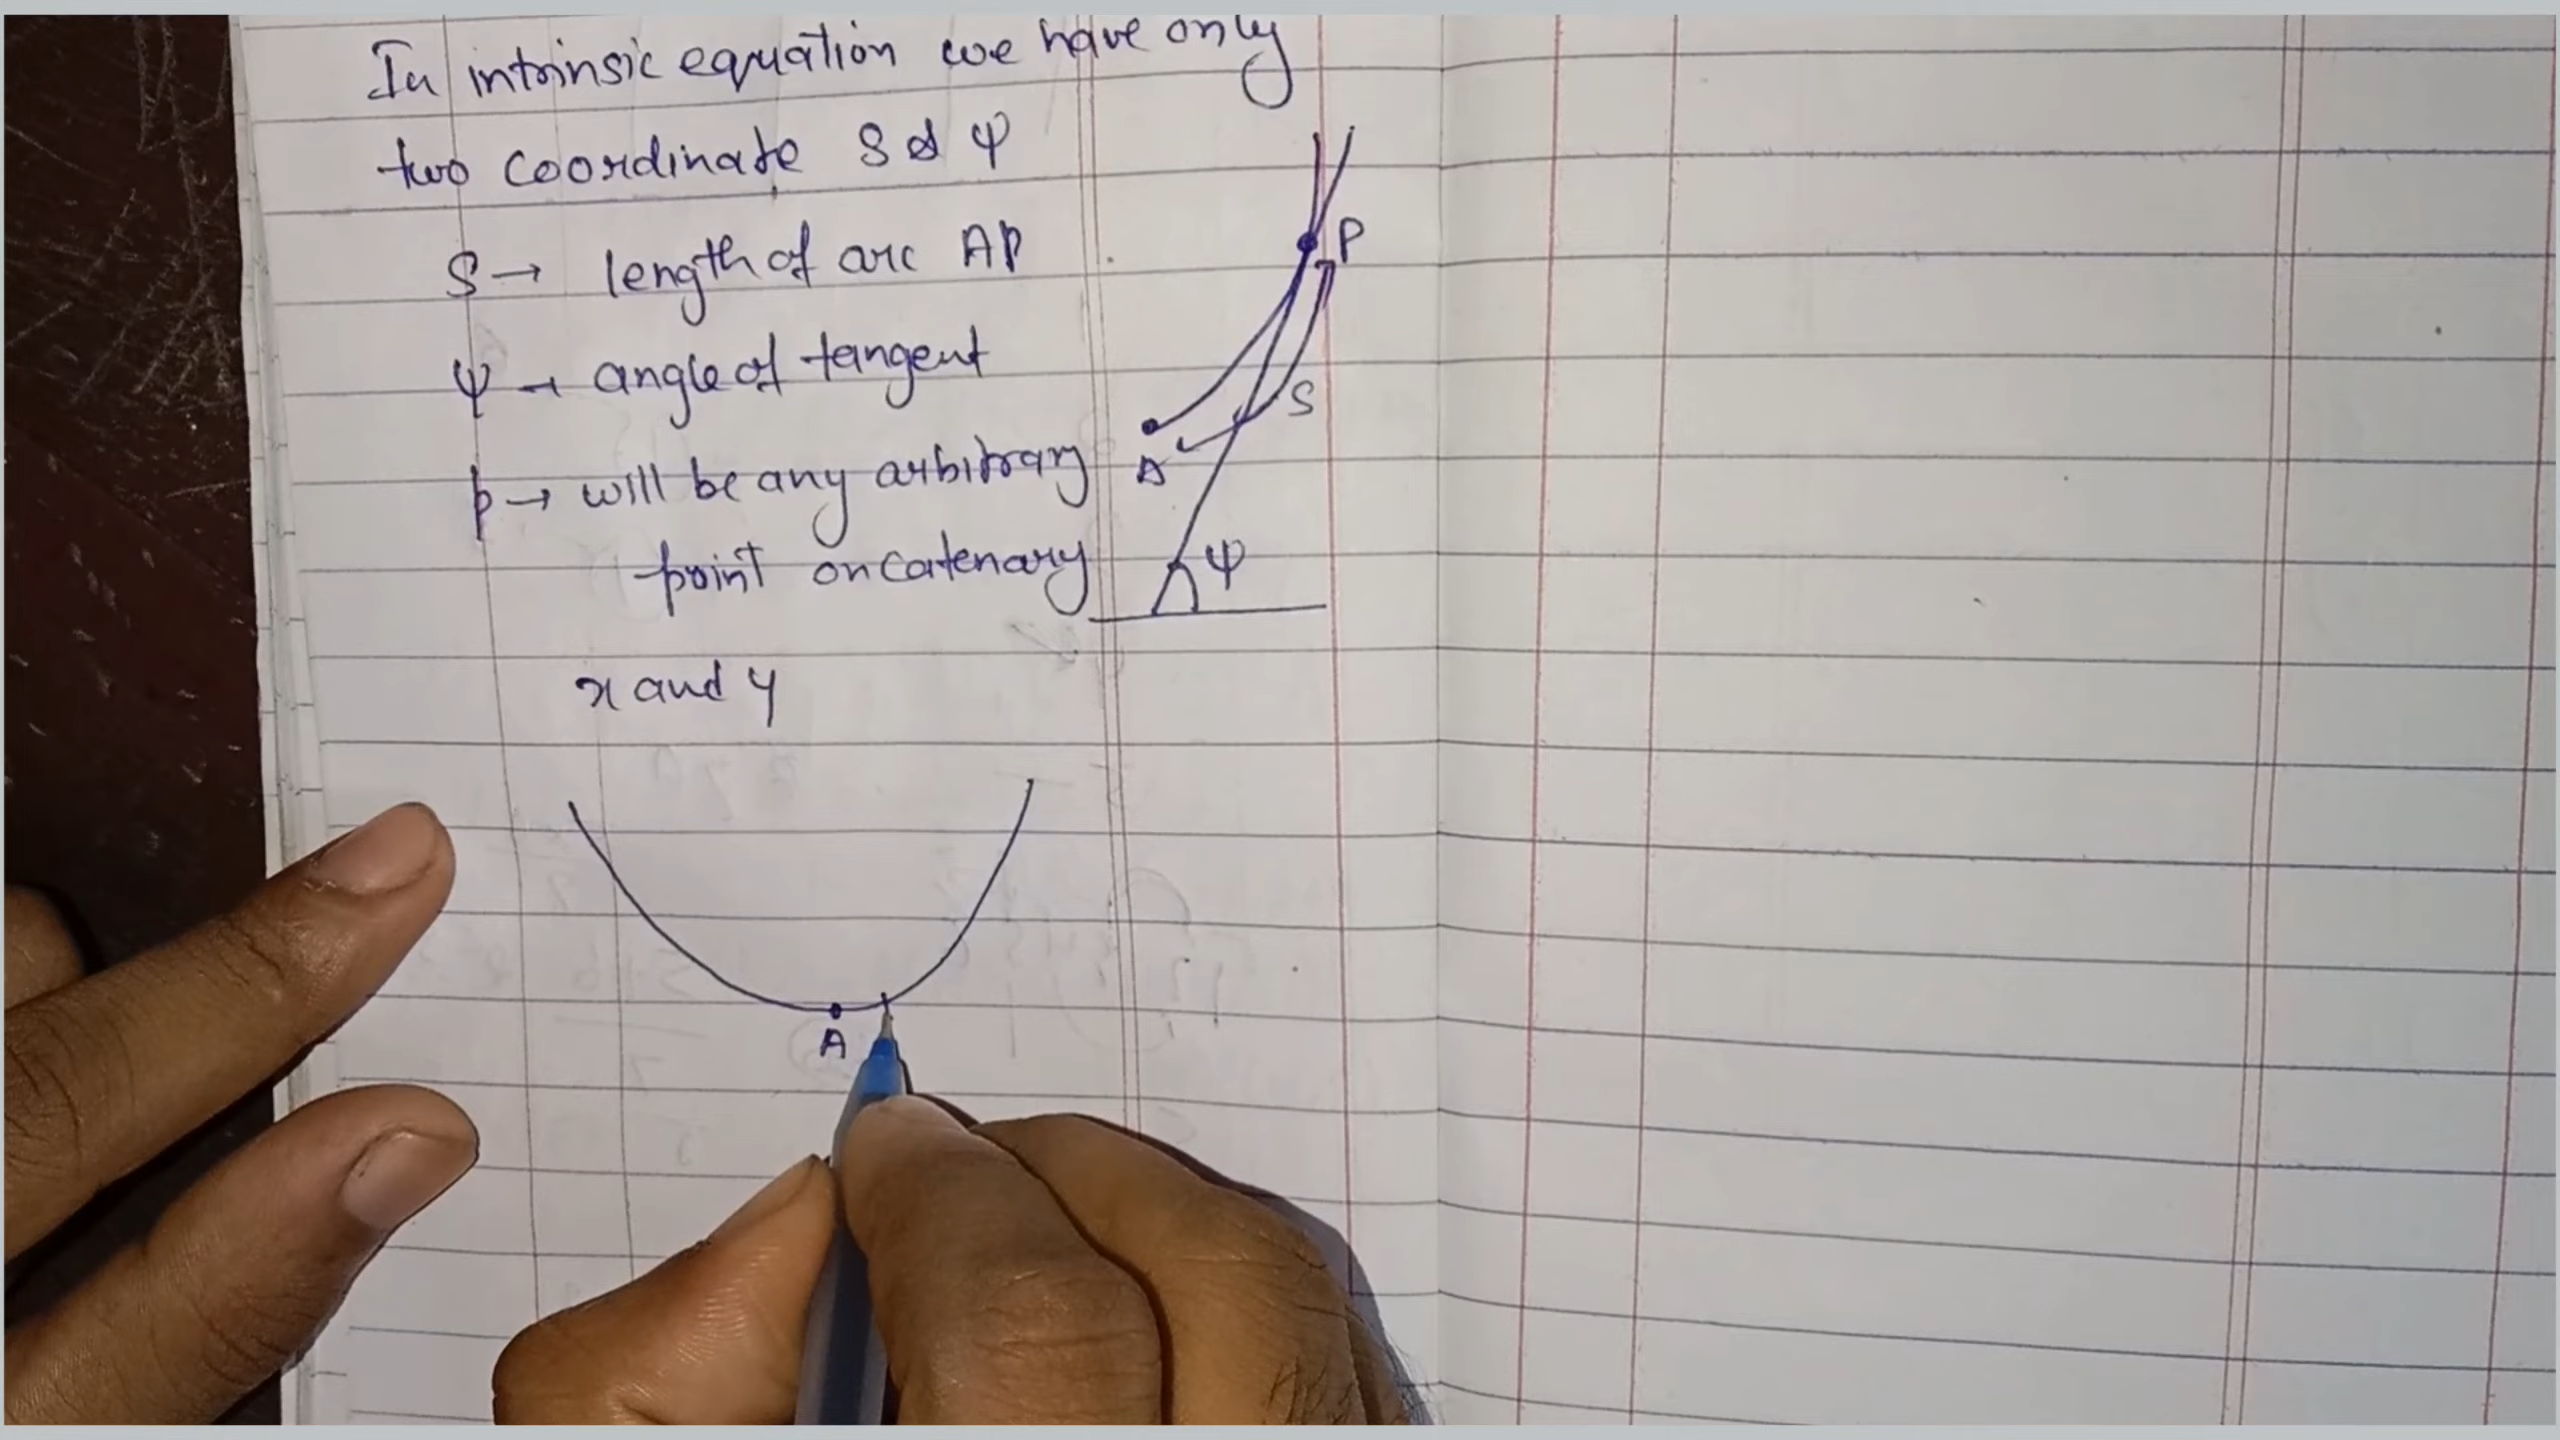 In intrinsic equation we have only
two coordinate S & ψ
S → length of arc AP
ψ → angle of tangent
p → will be any arbitrary
point on catenary
P
S
A
ψ
x and y
A